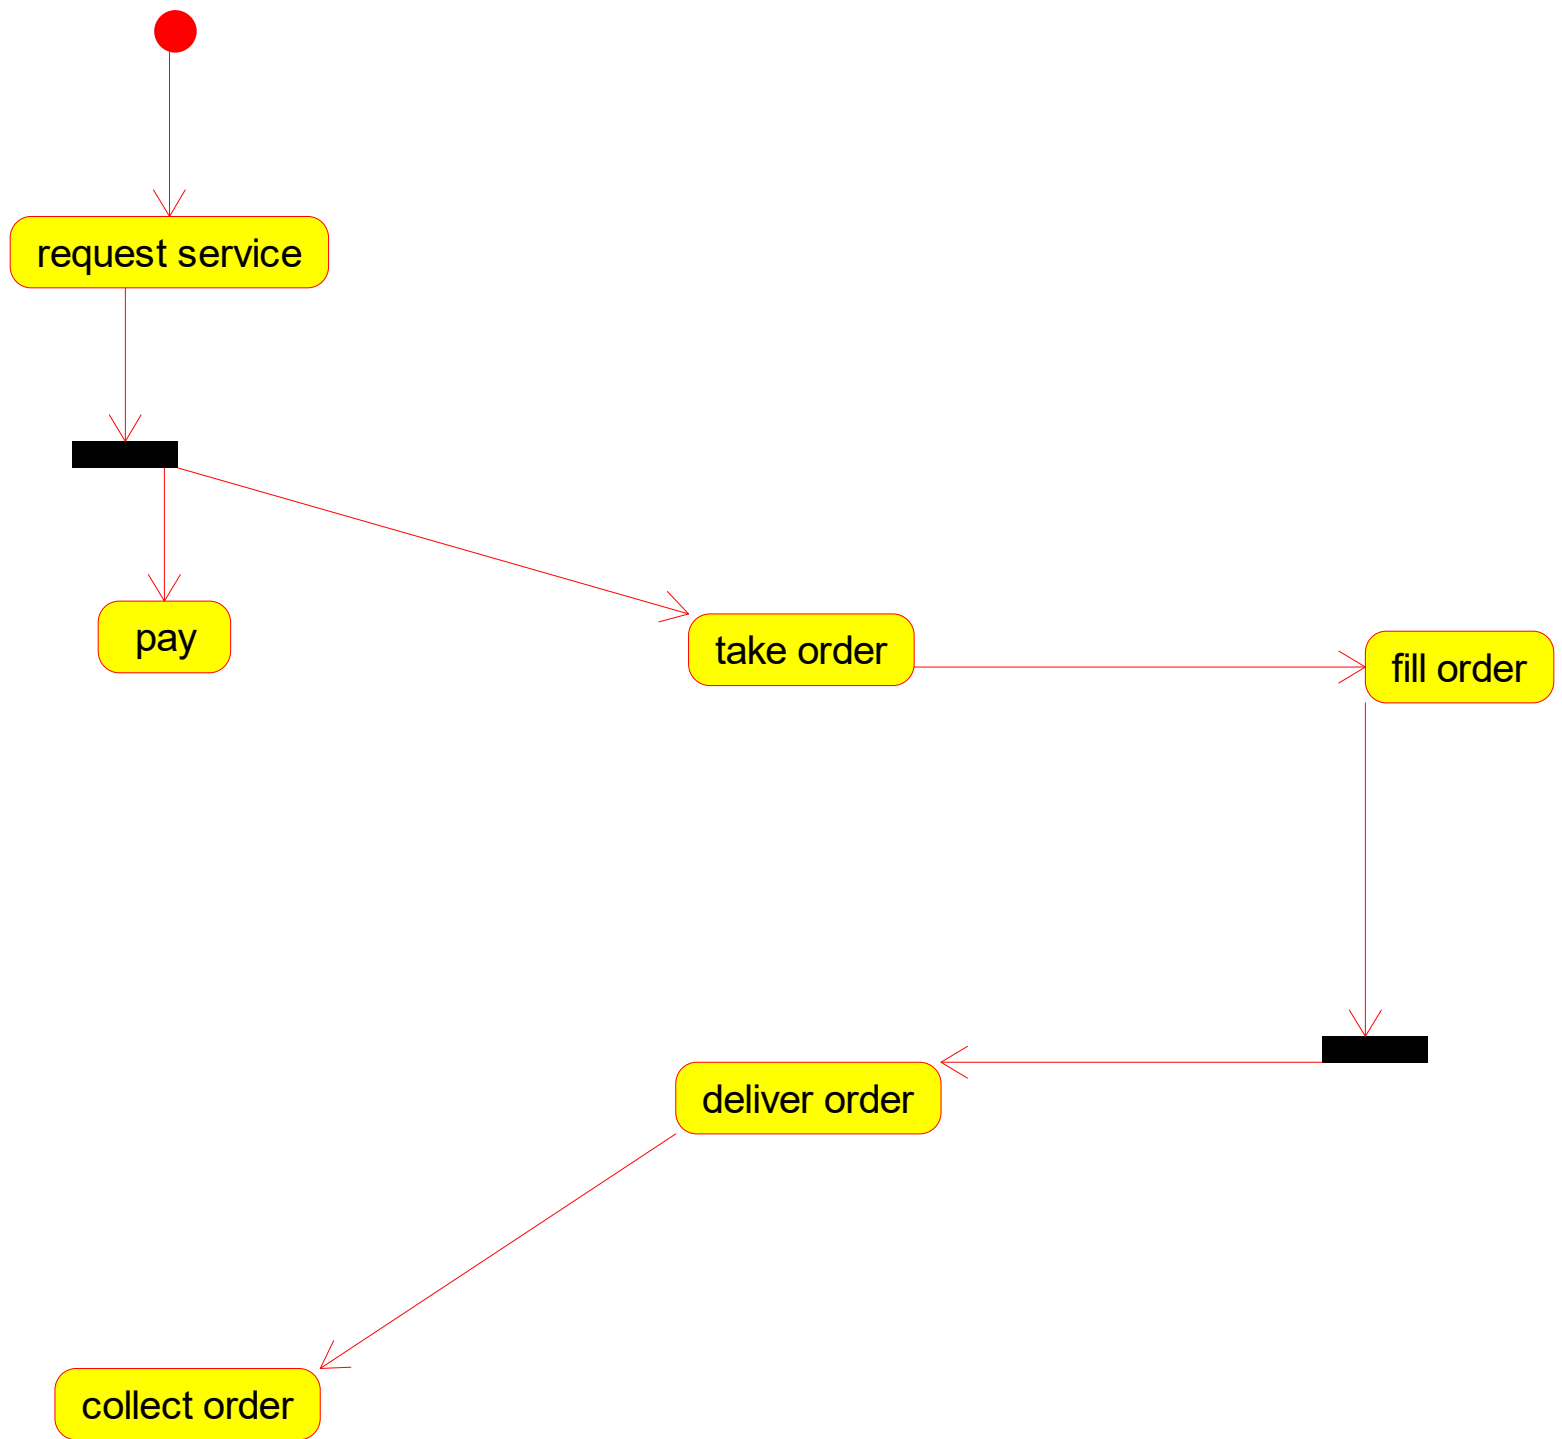 request service
pay
take order
fill order
deliver order
collect order